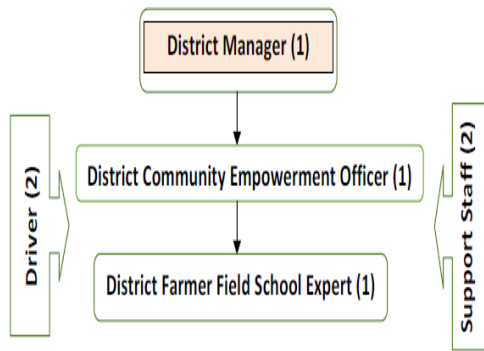 District Manager (1)
Driver (2)
District Community Empowerment Officer (1)
Support Staff (2)
District Farmer Field School Expert (1)